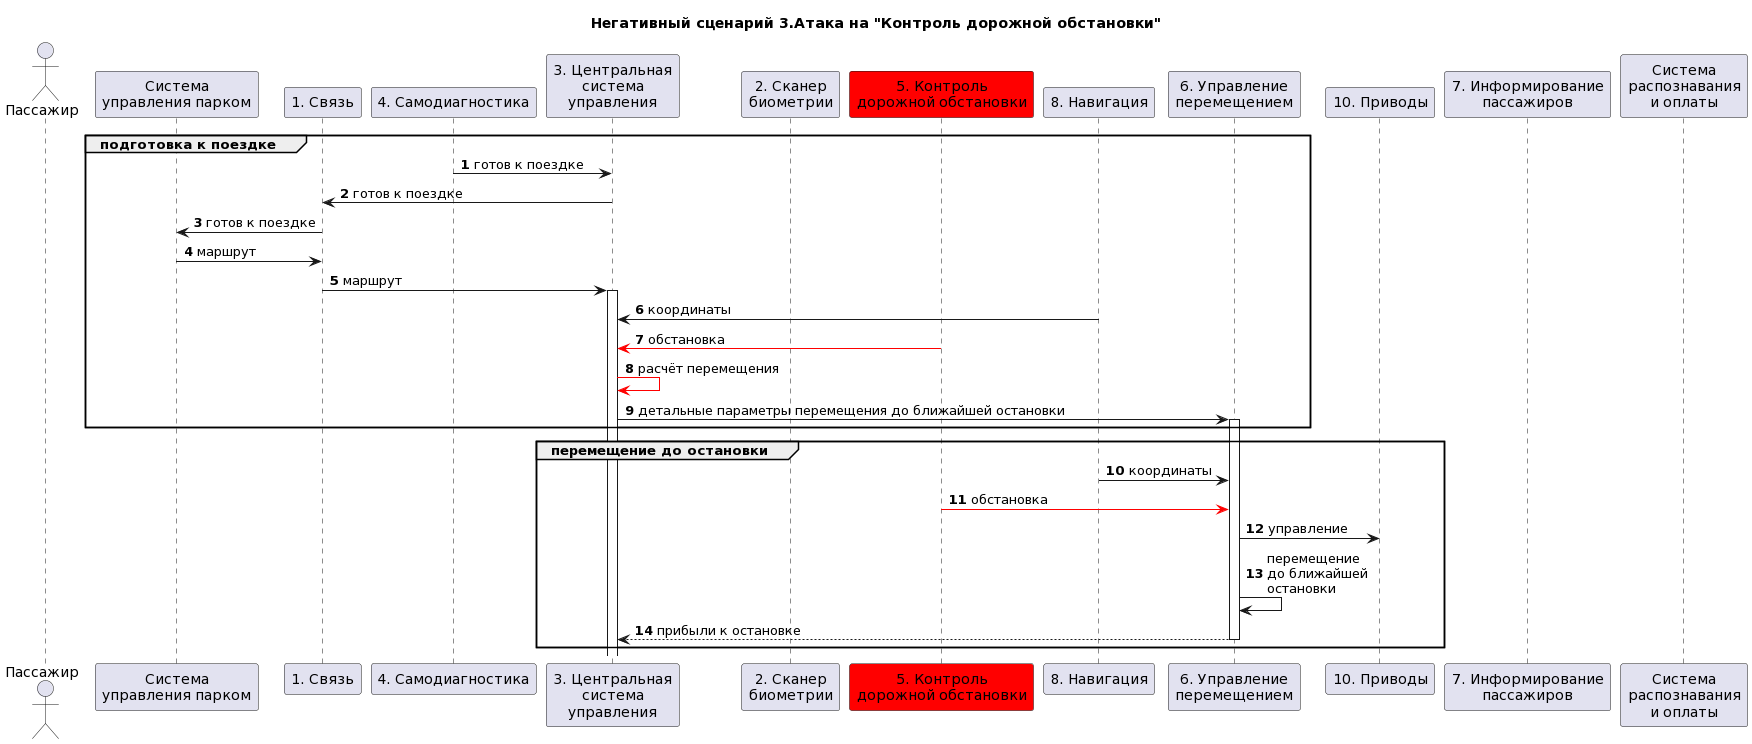 Негативный сценарий 3.Атака на "Контроль дорожной обстановки"
Пассажир
Система
управления парком
1. Связь
4. Самодиагностика
3. Центральная
система
управления
2. Сканер
биометрии
5. Контроль
дорожной обстановки
8. Навигация
6. Управление
перемещением
10. Приводы
7. Информирование
пассажиров
Система
распознавания
и оплаты
подготовка к поездке
1 готов к поездке
2 готов к поездке
3 готов к поездке
4 маршрут
5 маршрут
6 координаты
7 обстановка
8 расчёт перемещения
9 детальные параметры перемещения до ближайшей остановки
перемещение до остановки
10 координаты
11 обстановка
12 управление
перемещение
13 до ближайшей
остановки
14 прибыли к остановке
Пассажир
Система
управления парком
1. Связь
4. Самодиагностика
3. Центральная
система
управления
2. Сканер
биометрии
5. Контроль
дорожной обстановки
8. Навигация
6. Управление
перемещением
10. Приводы
7. Информирование
пассажиров
Система
распознавания
и оплаты